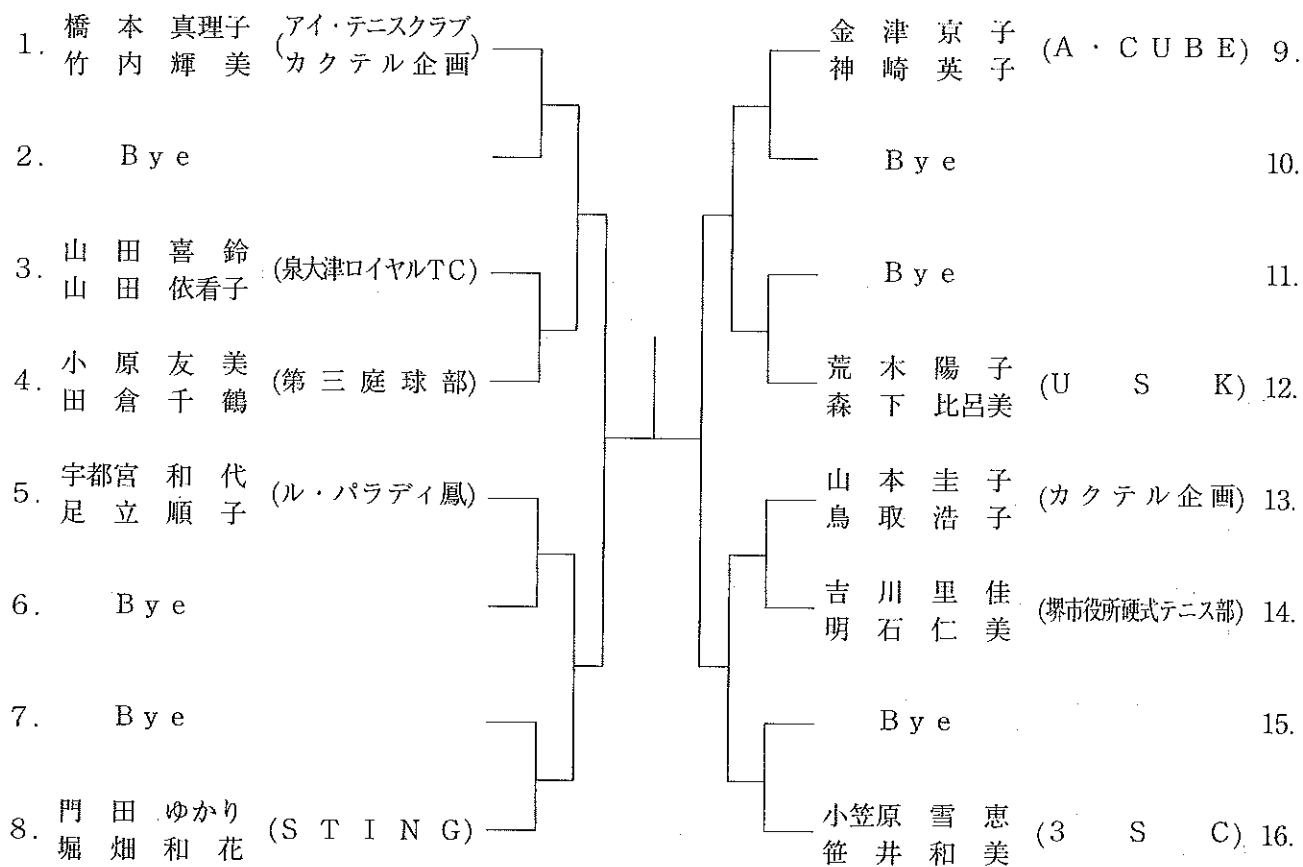 1. 橋本 真理子 (アイ・テニスクラブ
竹内輝美 カクテル企画)
2. Bye
3. 山田喜鈴 (泉大津ロイヤルTC)
山田 依看子
4. 小原友美 (第三庭球部)
田倉千鶴
5. 宇都宮 和代 (ル・パラディ鳳)
足立順子
6. Bye
7. Bye
8. 門田 ゆかり (STING)
堀畑和花
金津京子 (A・CUBE) 9.
神崎英子
Bye 10.
Bye 11.
荒木陽子 (USK) 12.
森下 比呂美
山本圭子 (カクテル企画) 13.
鳥取浩子
吉川里佳 (堺市役所硬式テニス部) 14.
明石仁美
Bye 15.
小笠原 雪恵 (3SC) 16.
笹井和美